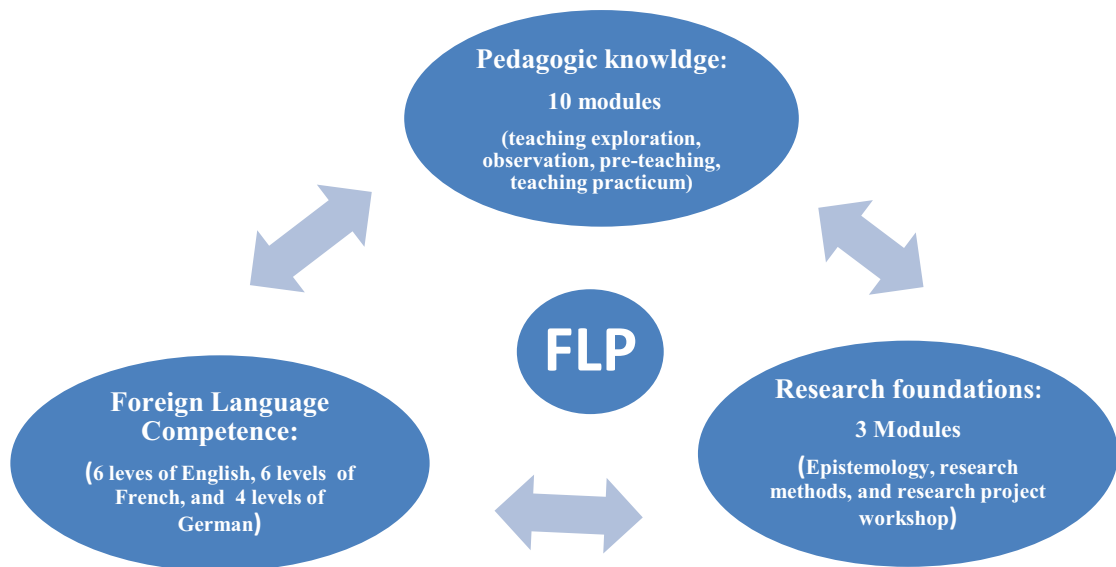 Pedagogic knowldge:
10 modules
(teaching exploration,
observation, pre-teaching,
teaching practicum)
FLP
Foreign Language
Competence:
(6 leves of English, 6 levels of
French, and 4 levels of
German)
Research foundations:
3 Modules
(Epistemology, research
methods, and research project
workshop)